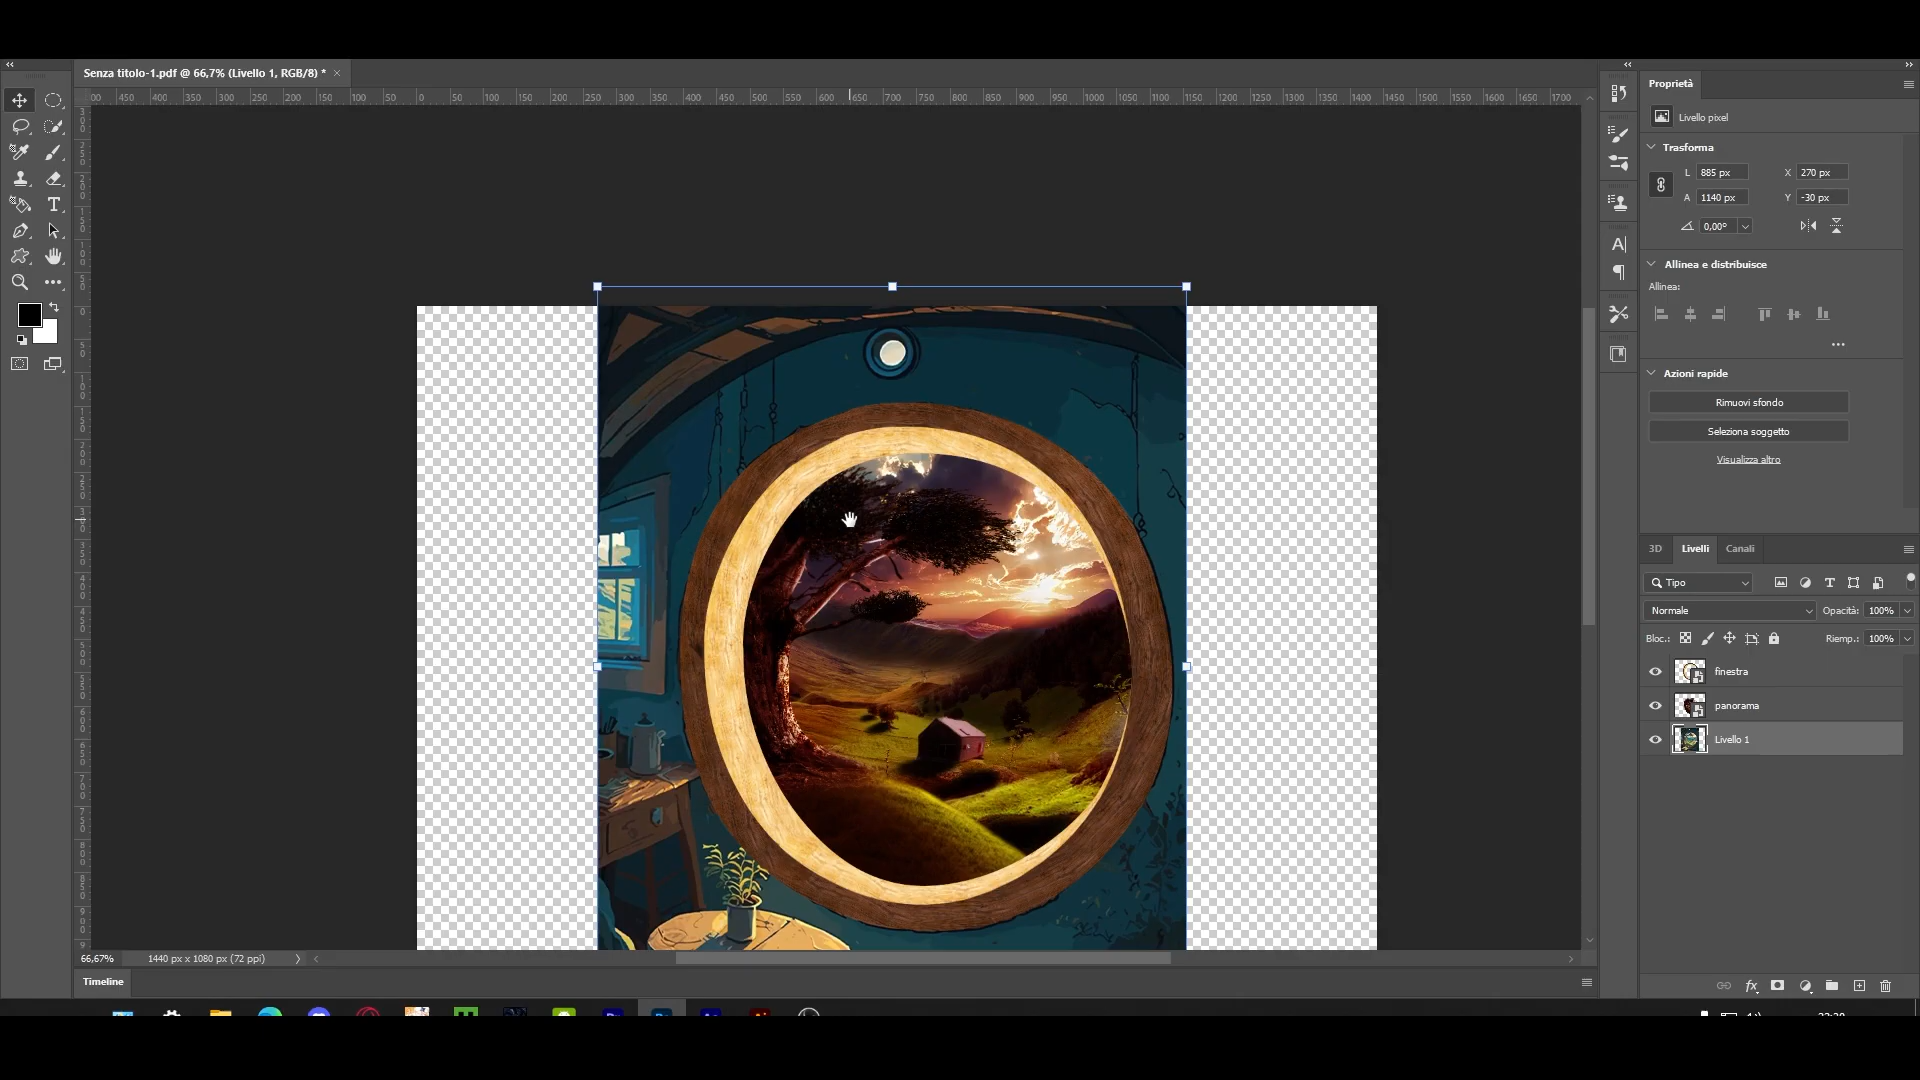 Senza titolo-1.pdf @ 66,7% (Livello 1, RGB/8) *
00 450 400 350 300 250 200 150 100 50 0 50 100 150 200 250 300 350 400 450 500 550 600 650 700 750 800 850 900 950 1000 1050 1100 1150 1200 1250 1300 1350 1400 1450 1500 1550 1600 1650 1700
Proprietà
Livello pixel
Trasforma
L 885 px X 270 px
A 1140 px Y -30 px
0,00°
Allinea e distribuisce
Allinea:
Azioni rapide
Rimuovi sfondo
Seleziona soggetto
Visualizza altro
3D Livelli Canali
Tipo
Normale Opacità: 100%
Bloc.: Riemp.: 100%
finestra
panorama
Livello 1
66,67% 1440 px x 1080 px (72 ppi)
Timeline